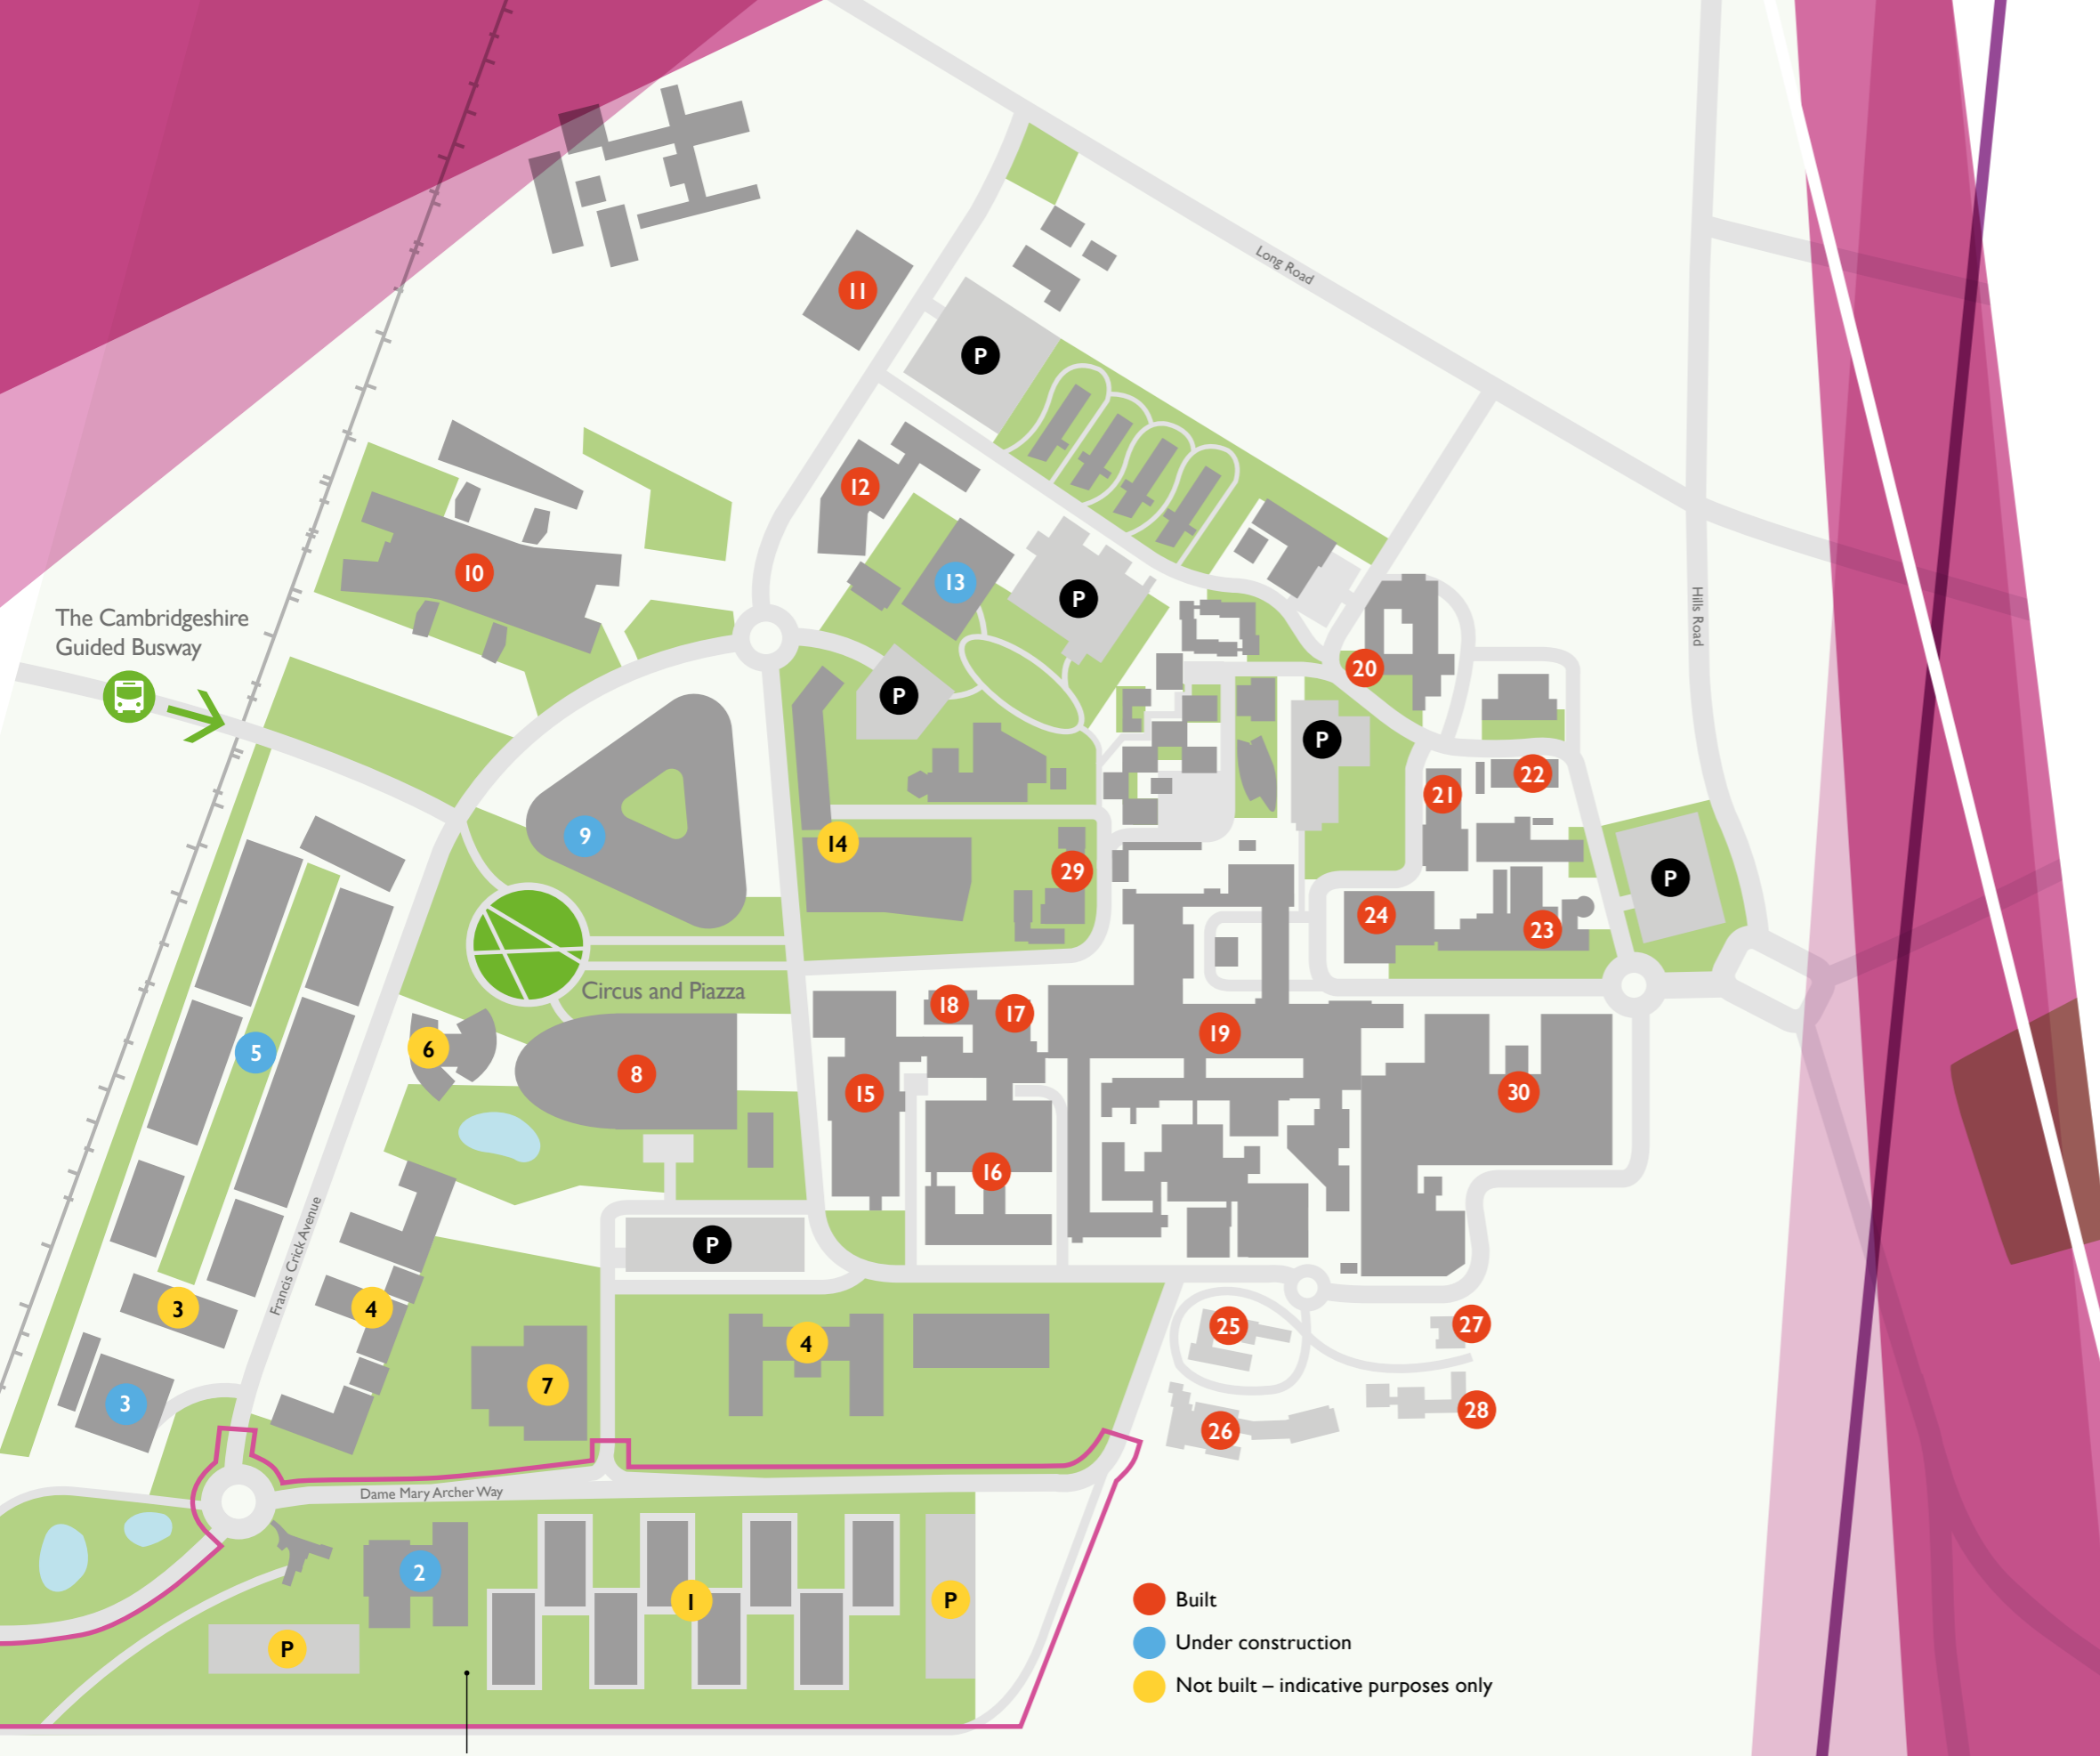 11
P
Long Road
12
10
13
P
The Cambridgeshire
Guided Busway
Hills Road
20
P
P
22
21
9
14
29
P
24
23
Circus and Piazza
18
17
19
6
5
8
15
30
16
P
Francis Crick Avenue
3
4
25
27
4
7
3
28
26
Dame Mary Archer Way
2
1
P
P
Built
Under construction
Not built – indicative purposes only